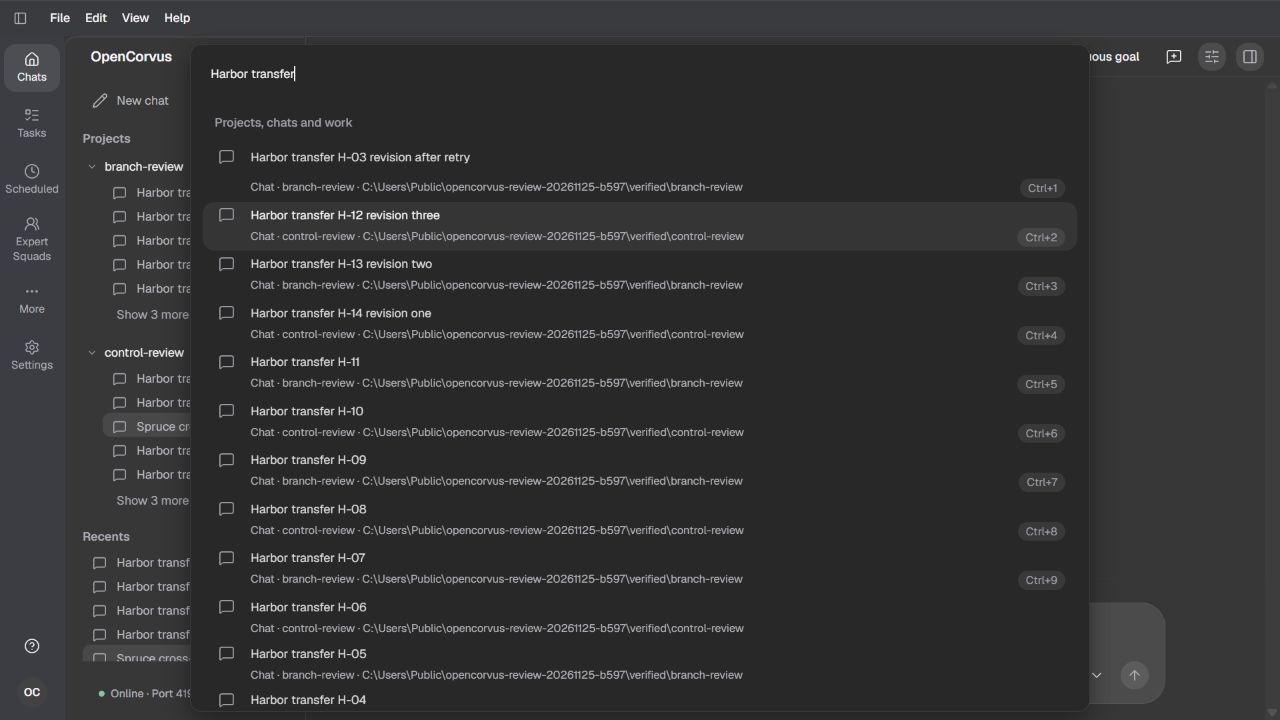 File Edit View Help
OpenCorvus
Harbor transfer
uous goal
Chats
New chat
Tasks
Projects, chats and work
Projects
Harbor transfer H-03 revision after retry
branch-review
Scheduled
Chat · branch-review · C:\Users\Public\opencorvus-review-20261125-b597\verified\branch-review
Ctrl+1
Harbor tra
Harbor tra
Harbor transfer H-12 revision three
Chat · control-review · C:\Users\Public\opencorvus-review-20261125-b597\verified\control-review
Ctrl+2
Expert
Squads
Harbor tra
Harbor tra
Harbor transfer H-13 revision two
Chat · branch-review · C:\Users\Public\opencorvus-review-20261125-b597\verified\branch-review
Ctrl+3
Harbor tra
More
Show 3 more
Harbor transfer H-14 revision one
Chat · control-review · C:\Users\Public\opencorvus-review-20261125-b597\verified\control-review
Ctrl+4
control-review
Settings
Harbor transfer H-11
Chat · branch-review · C:\Users\Public\opencorvus-review-20261125-b597\verified\branch-review
Ctrl+5
Harbor tra
Harbor tra
Harbor transfer H-10
Chat · control-review · C:\Users\Public\opencorvus-review-20261125-b597\verified\control-review
Ctrl+6
Spruce cr
Harbor tra
Harbor transfer H-09
Chat · branch-review · C:\Users\Public\opencorvus-review-20261125-b597\verified\branch-review
Ctrl+7
Harbor tra
Show 3 more
Harbor transfer H-08
Chat · control-review · C:\Users\Public\opencorvus-review-20261125-b597\verified\control-review
Ctrl+8
Recents
Harbor transf
Harbor transfer H-07
Chat · branch-review · C:\Users\Public\opencorvus-review-20261125-b597\verified\branch-review
Ctrl+9
Harbor transf
Harbor transf
Harbor transfer H-06
Chat · control-review · C:\Users\Public\opencorvus-review-20261125-b597\verified\control-review
Harbor transf
Spruce cross-
Harbor transfer H-05
Chat · branch-review · C:\Users\Public\opencorvus-review-20261125-b597\verified\branch-review
OC
Online · Port 419
Harbor transfer H-04